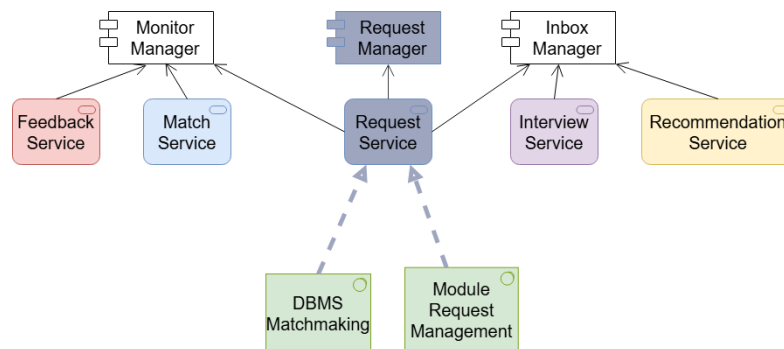 Monitor
Manager
Request
Manager
Inbox
Manager
Feedback
Service
Match
Service
Request
Service
Interview
Service
Recommendation
Service
DBMS
Matchmaking
Module
Request
Management